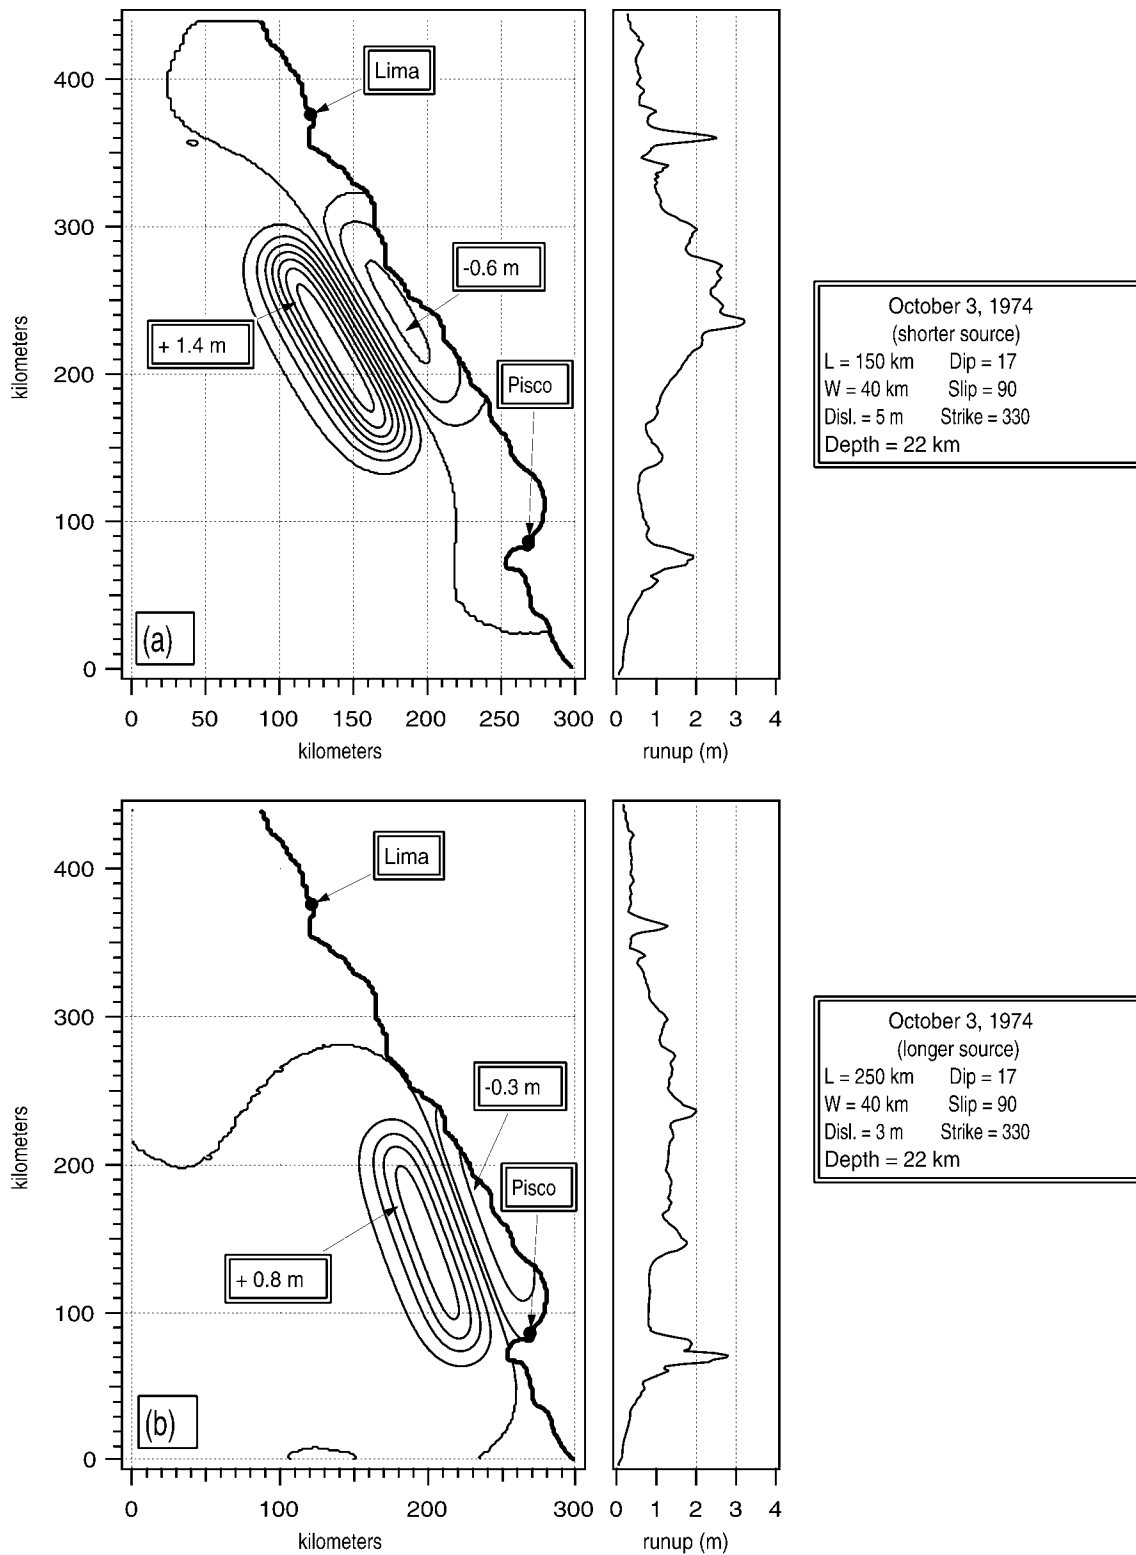 Lima
400
300
-0.6 m
+ 1.4 m
kilometers
200
Pisco
100
(a)
0
0 50 100 150 200 250 300
kilometers
0 1 2 3 4
runup (m)
October 3, 1974
(shorter source)
L = 150 km Dip = 17
W = 40 km Slip = 90
Disl. = 5 m Strike = 330
Depth = 22 km
Lima
400
300
-0.3 m
kilometers
200
Pisco
+ 0.8 m
100
(b)
0
0 100 200 300
kilometers
0 1 2 3 4
runup (m)
October 3, 1974
(longer source)
L = 250 km Dip = 17
W = 40 km Slip = 90
Disl. = 3 m Strike = 330
Depth = 22 km